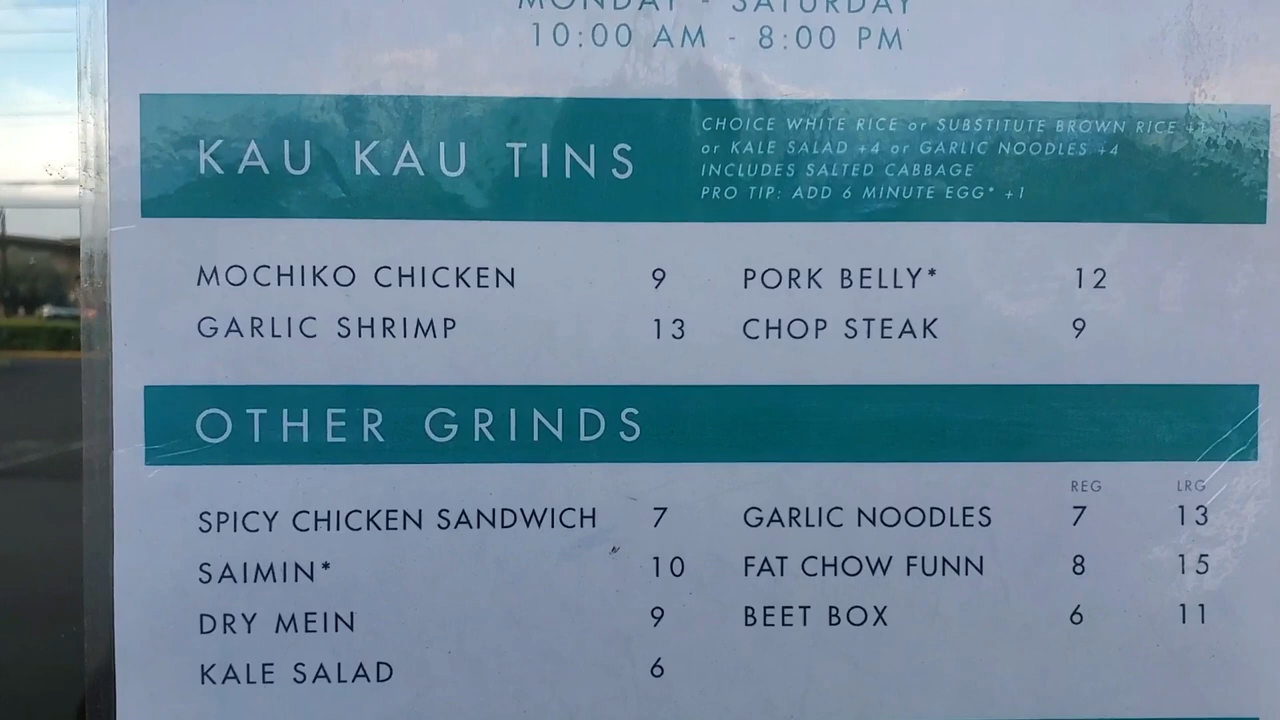 MONDAY - SATURDAY
10:00 AM - 8:00 PM
KAU KAU TINS
CHOICE WHITE RICE or SUBSTITUTE BROWN RICE +1
or KALE SALAD +4 or GARLIC NOODLES +4
INCLUDES SALTED CABBAGE
PRO TIP: ADD 6 MINUTE EGG* +1
MOCHIKO CHICKEN 9 PORK BELLY* 12
GARLIC SHRIMP 13 CHOP STEAK 9
OTHER GRINDS
REG LRG
SPICY CHICKEN SANDWICH 7 GARLIC NOODLES 7 13
SAIMIN* 10 FAT CHOW FUNN 8 15
DRY MEIN 9 BEET BOX 6 11
KALE SALAD 6